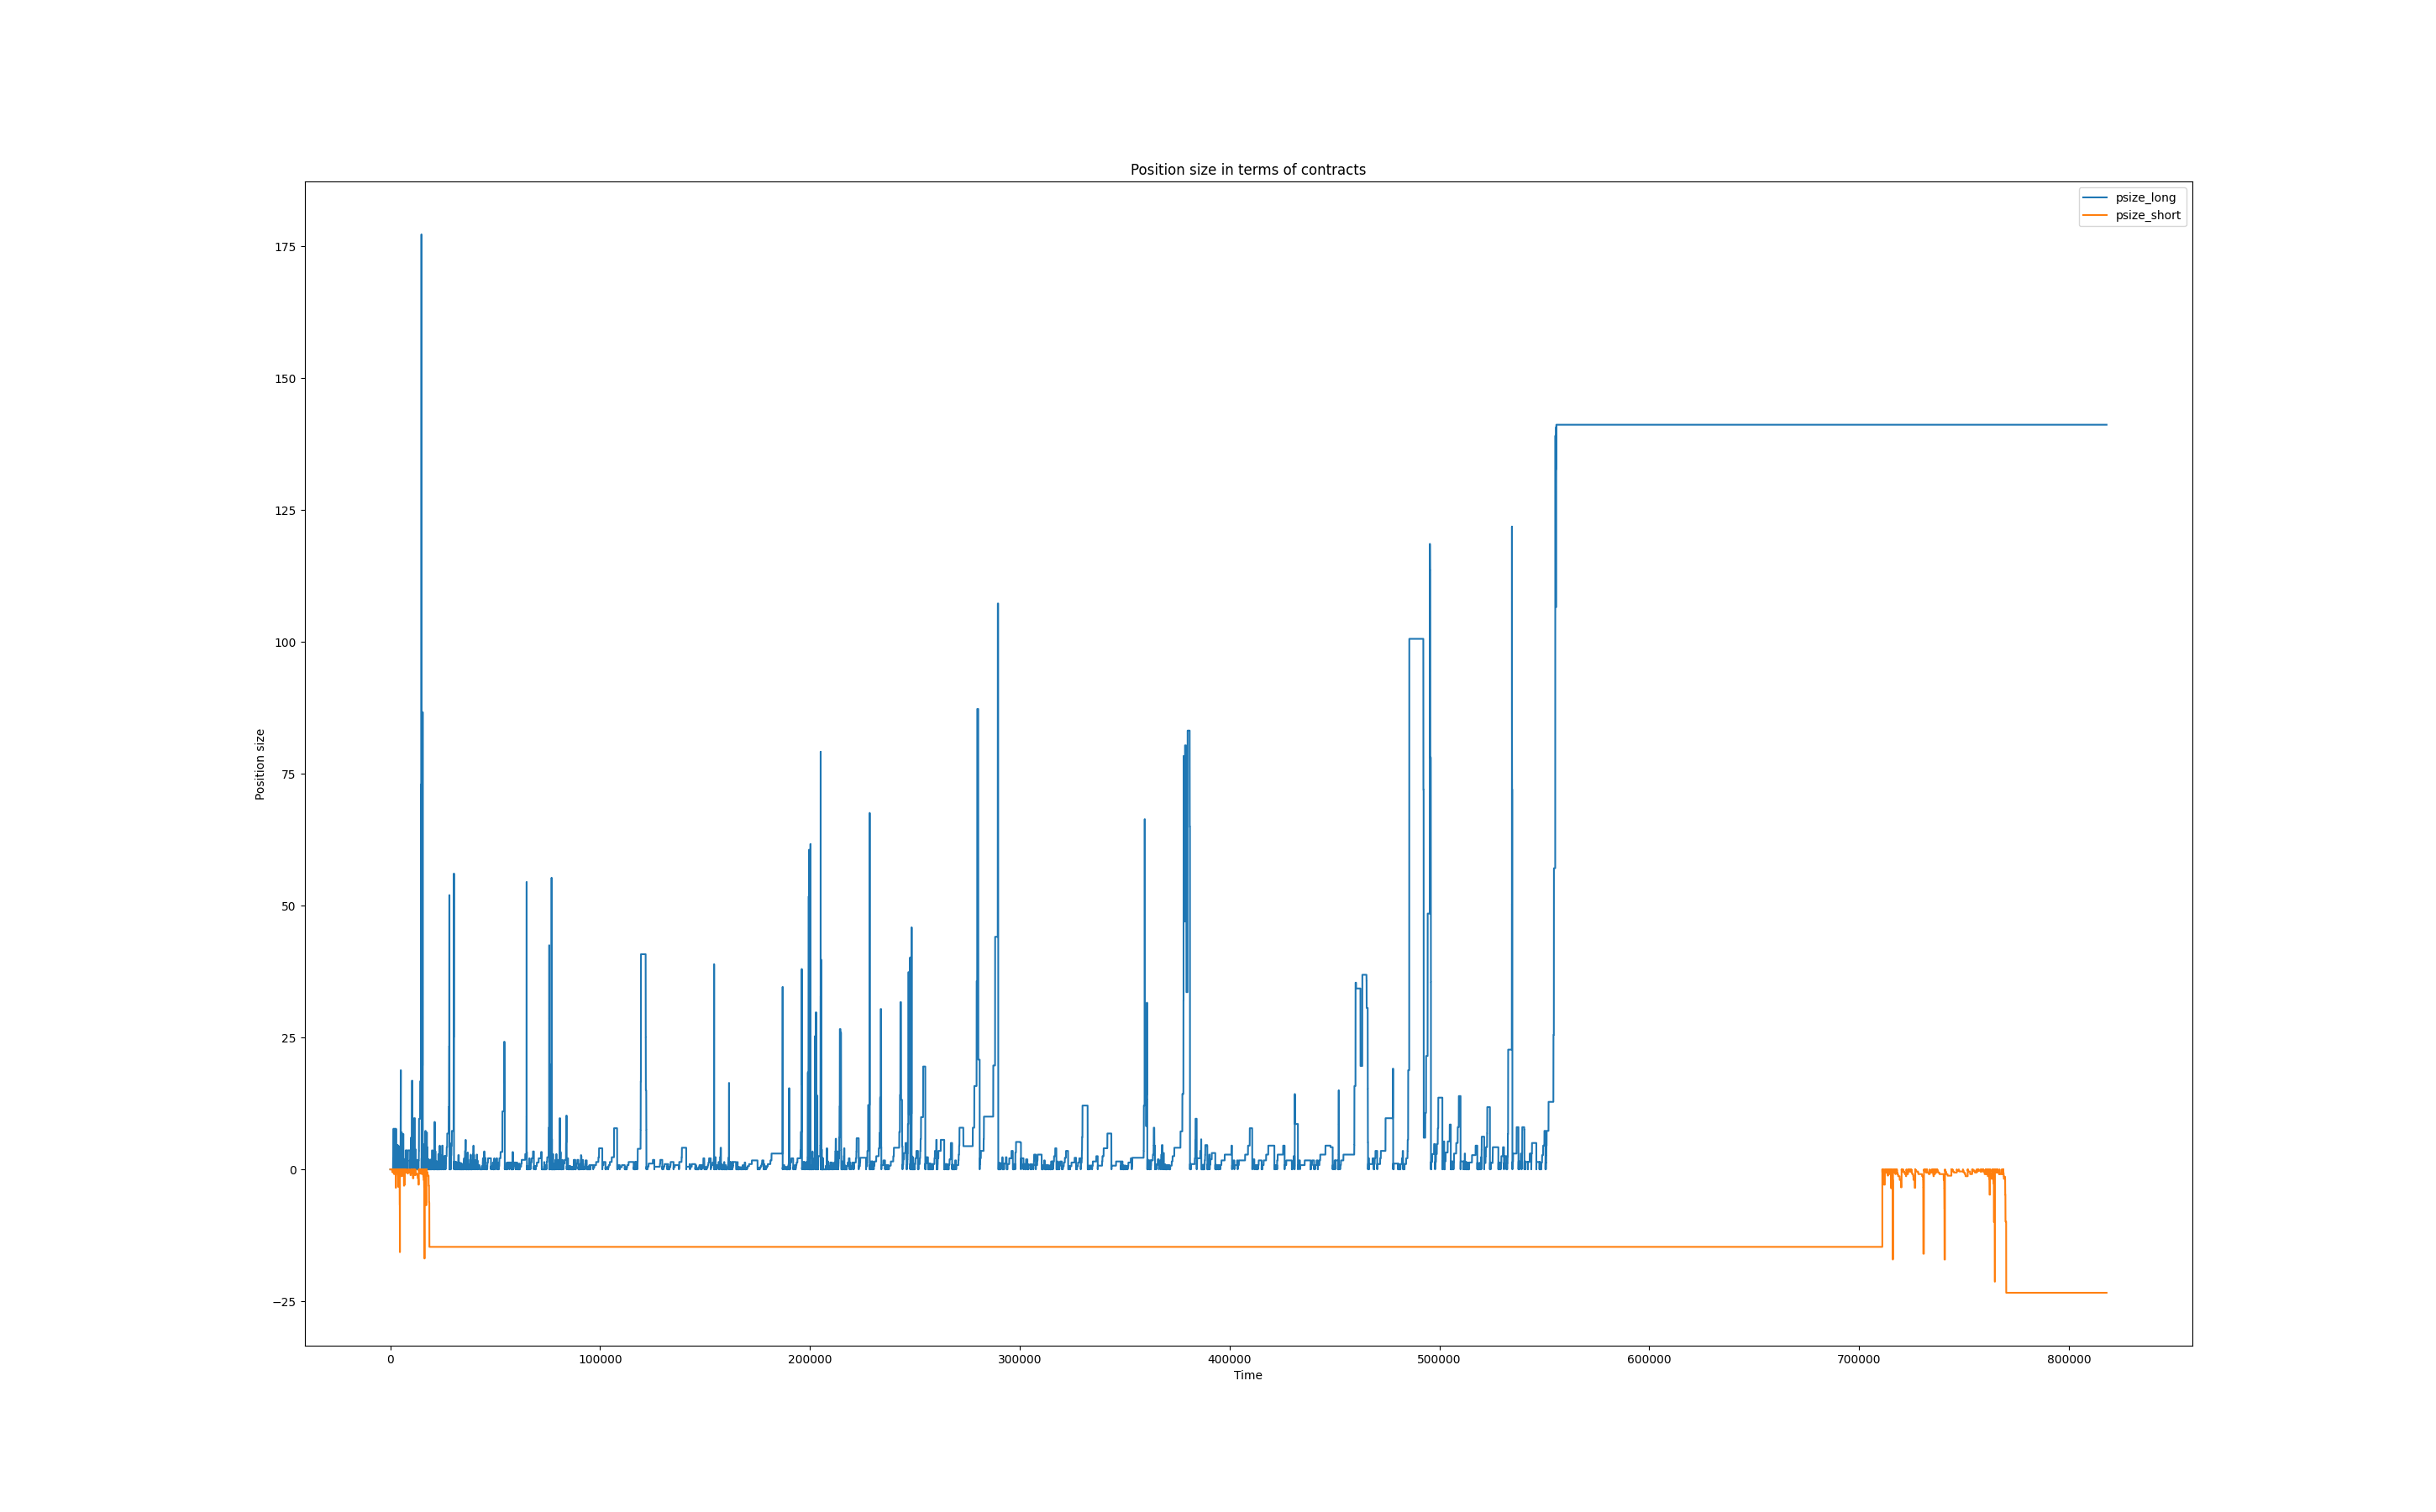 Position size in terms of contracts
psize_long
psize_short
175
150
125
100
75
50
25
0
−25
Position size
0 100000 200000 300000 400000 500000 600000 700000 800000
Time